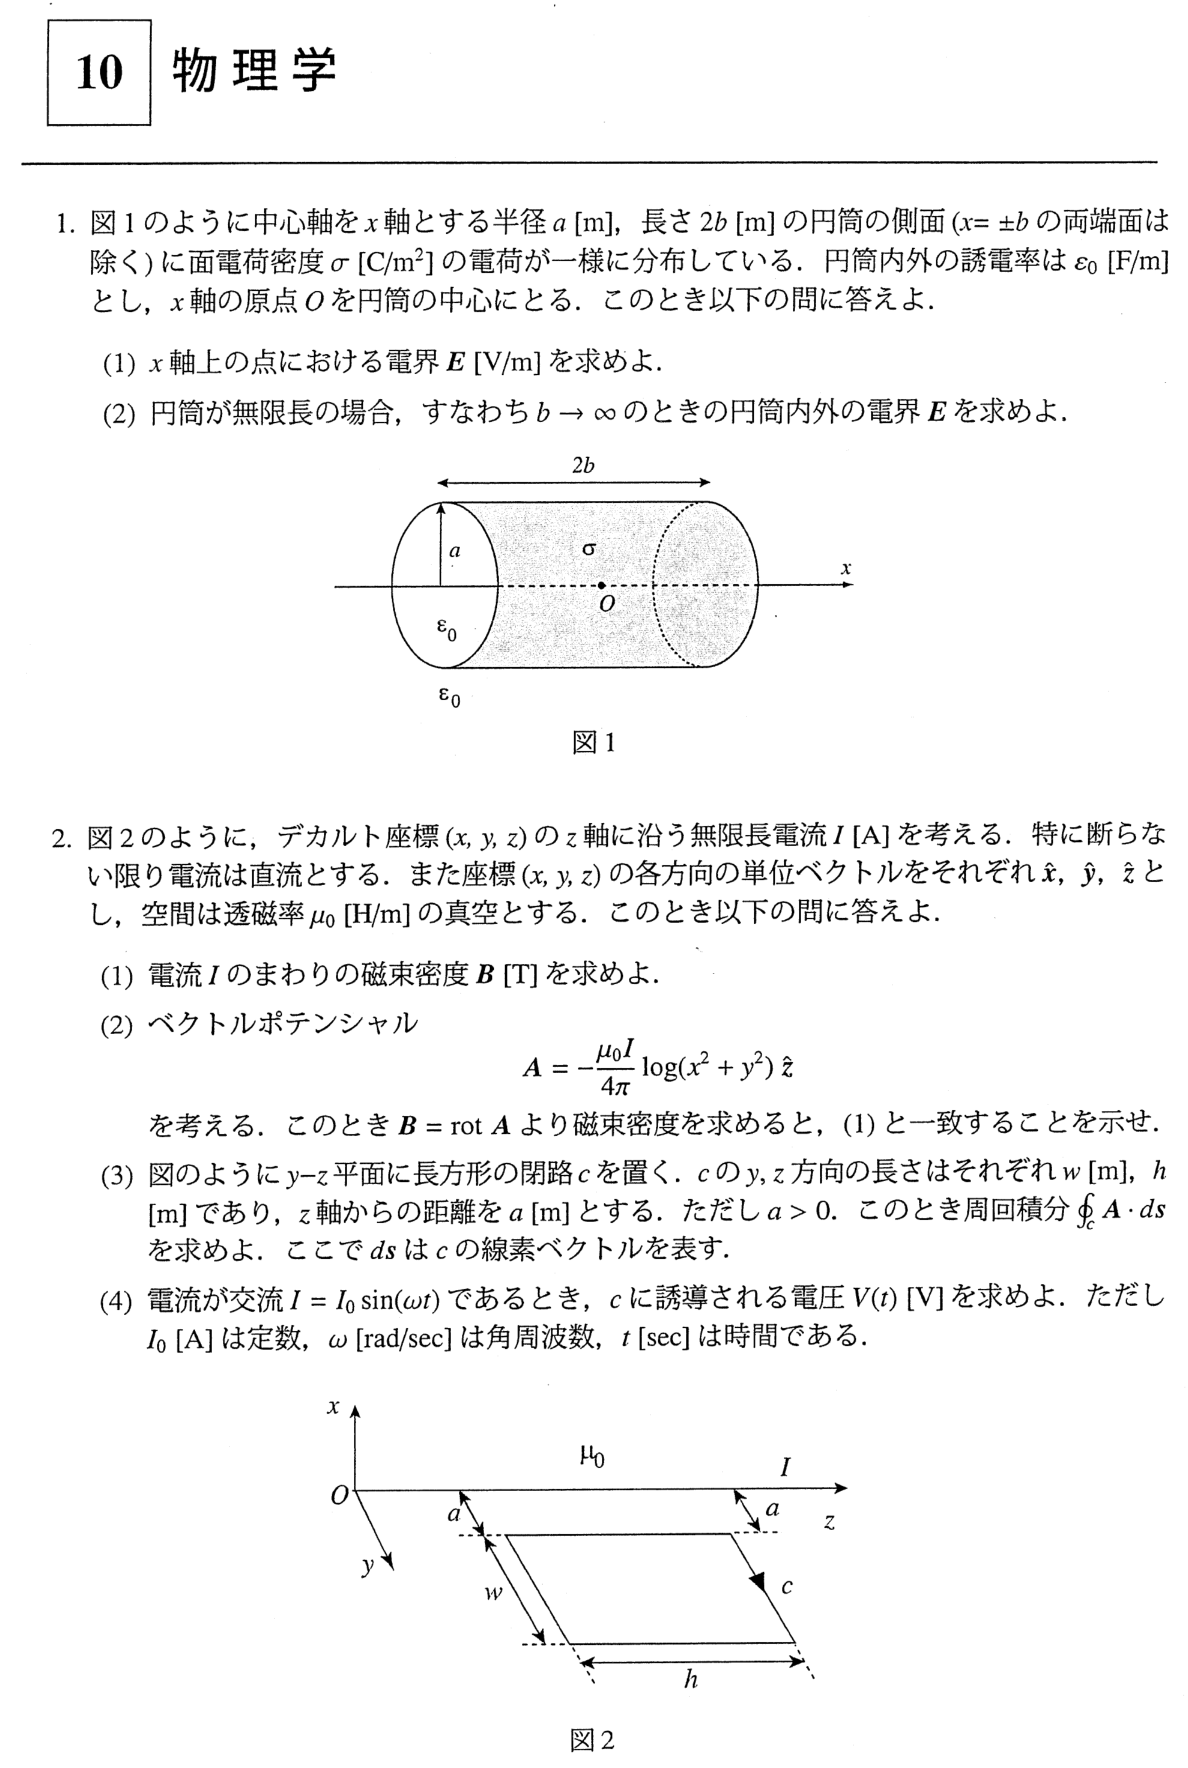 10 物理学
1. 図1のように中心軸をx軸とする半径a [m]，長さ2b [m]の円筒の側面(x= ±bの両端面は
除く)に面電荷密度σ [C/m²]の電荷が一様に分布している．円筒内外の誘電率はε₀ [F/m]
とし，x軸の原点Oを円筒の中心にとる．このとき以下の問に答えよ．
(1) x軸上の点における電界E [V/m]を求めよ．
(2) 円筒が無限長の場合，すなわちb → ∞のときの円筒内外の電界Eを求めよ．
2b
a
σ
x
O
ε₀
ε₀
図1
2. 図2のように，デカルト座標(x, y, z)のz軸に沿う無限長電流I [A]を考える．特に断らな
い限り電流は直流とする．また座標(x, y, z)の各方向の単位ベクトルをそれぞれx̂，ŷ，ẑと
し，空間は透磁率μ₀ [H/m]の真空とする．このとき以下の問に答えよ．
(1) 電流Iのまわりの磁束密度B [T]を求めよ．
(2) ベクトルポテンシャル
A = −μ₀I/4π log(x² + y²) ẑ
を考える．このときB = rot Aより磁束密度を求めると，(1)と一致することを示せ．
(3) 図のようにy–z平面に長方形の閉路cを置く．cのy, z方向の長さはそれぞれw [m]，h
[m]であり，z軸からの距離をa [m]とする．ただしa > 0．このとき周回積分∮c A · ds
を求めよ．ここでdsはcの線素ベクトルを表す．
(4) 電流が交流I = I₀ sin(ωt)であるとき，cに誘導される電圧V(t) [V]を求めよ．ただし
I₀ [A]は定数，ω [rad/sec]は角周波数，t [sec]は時間である．
x
μ₀
I
O
a
a
z
y
w
c
h
図2